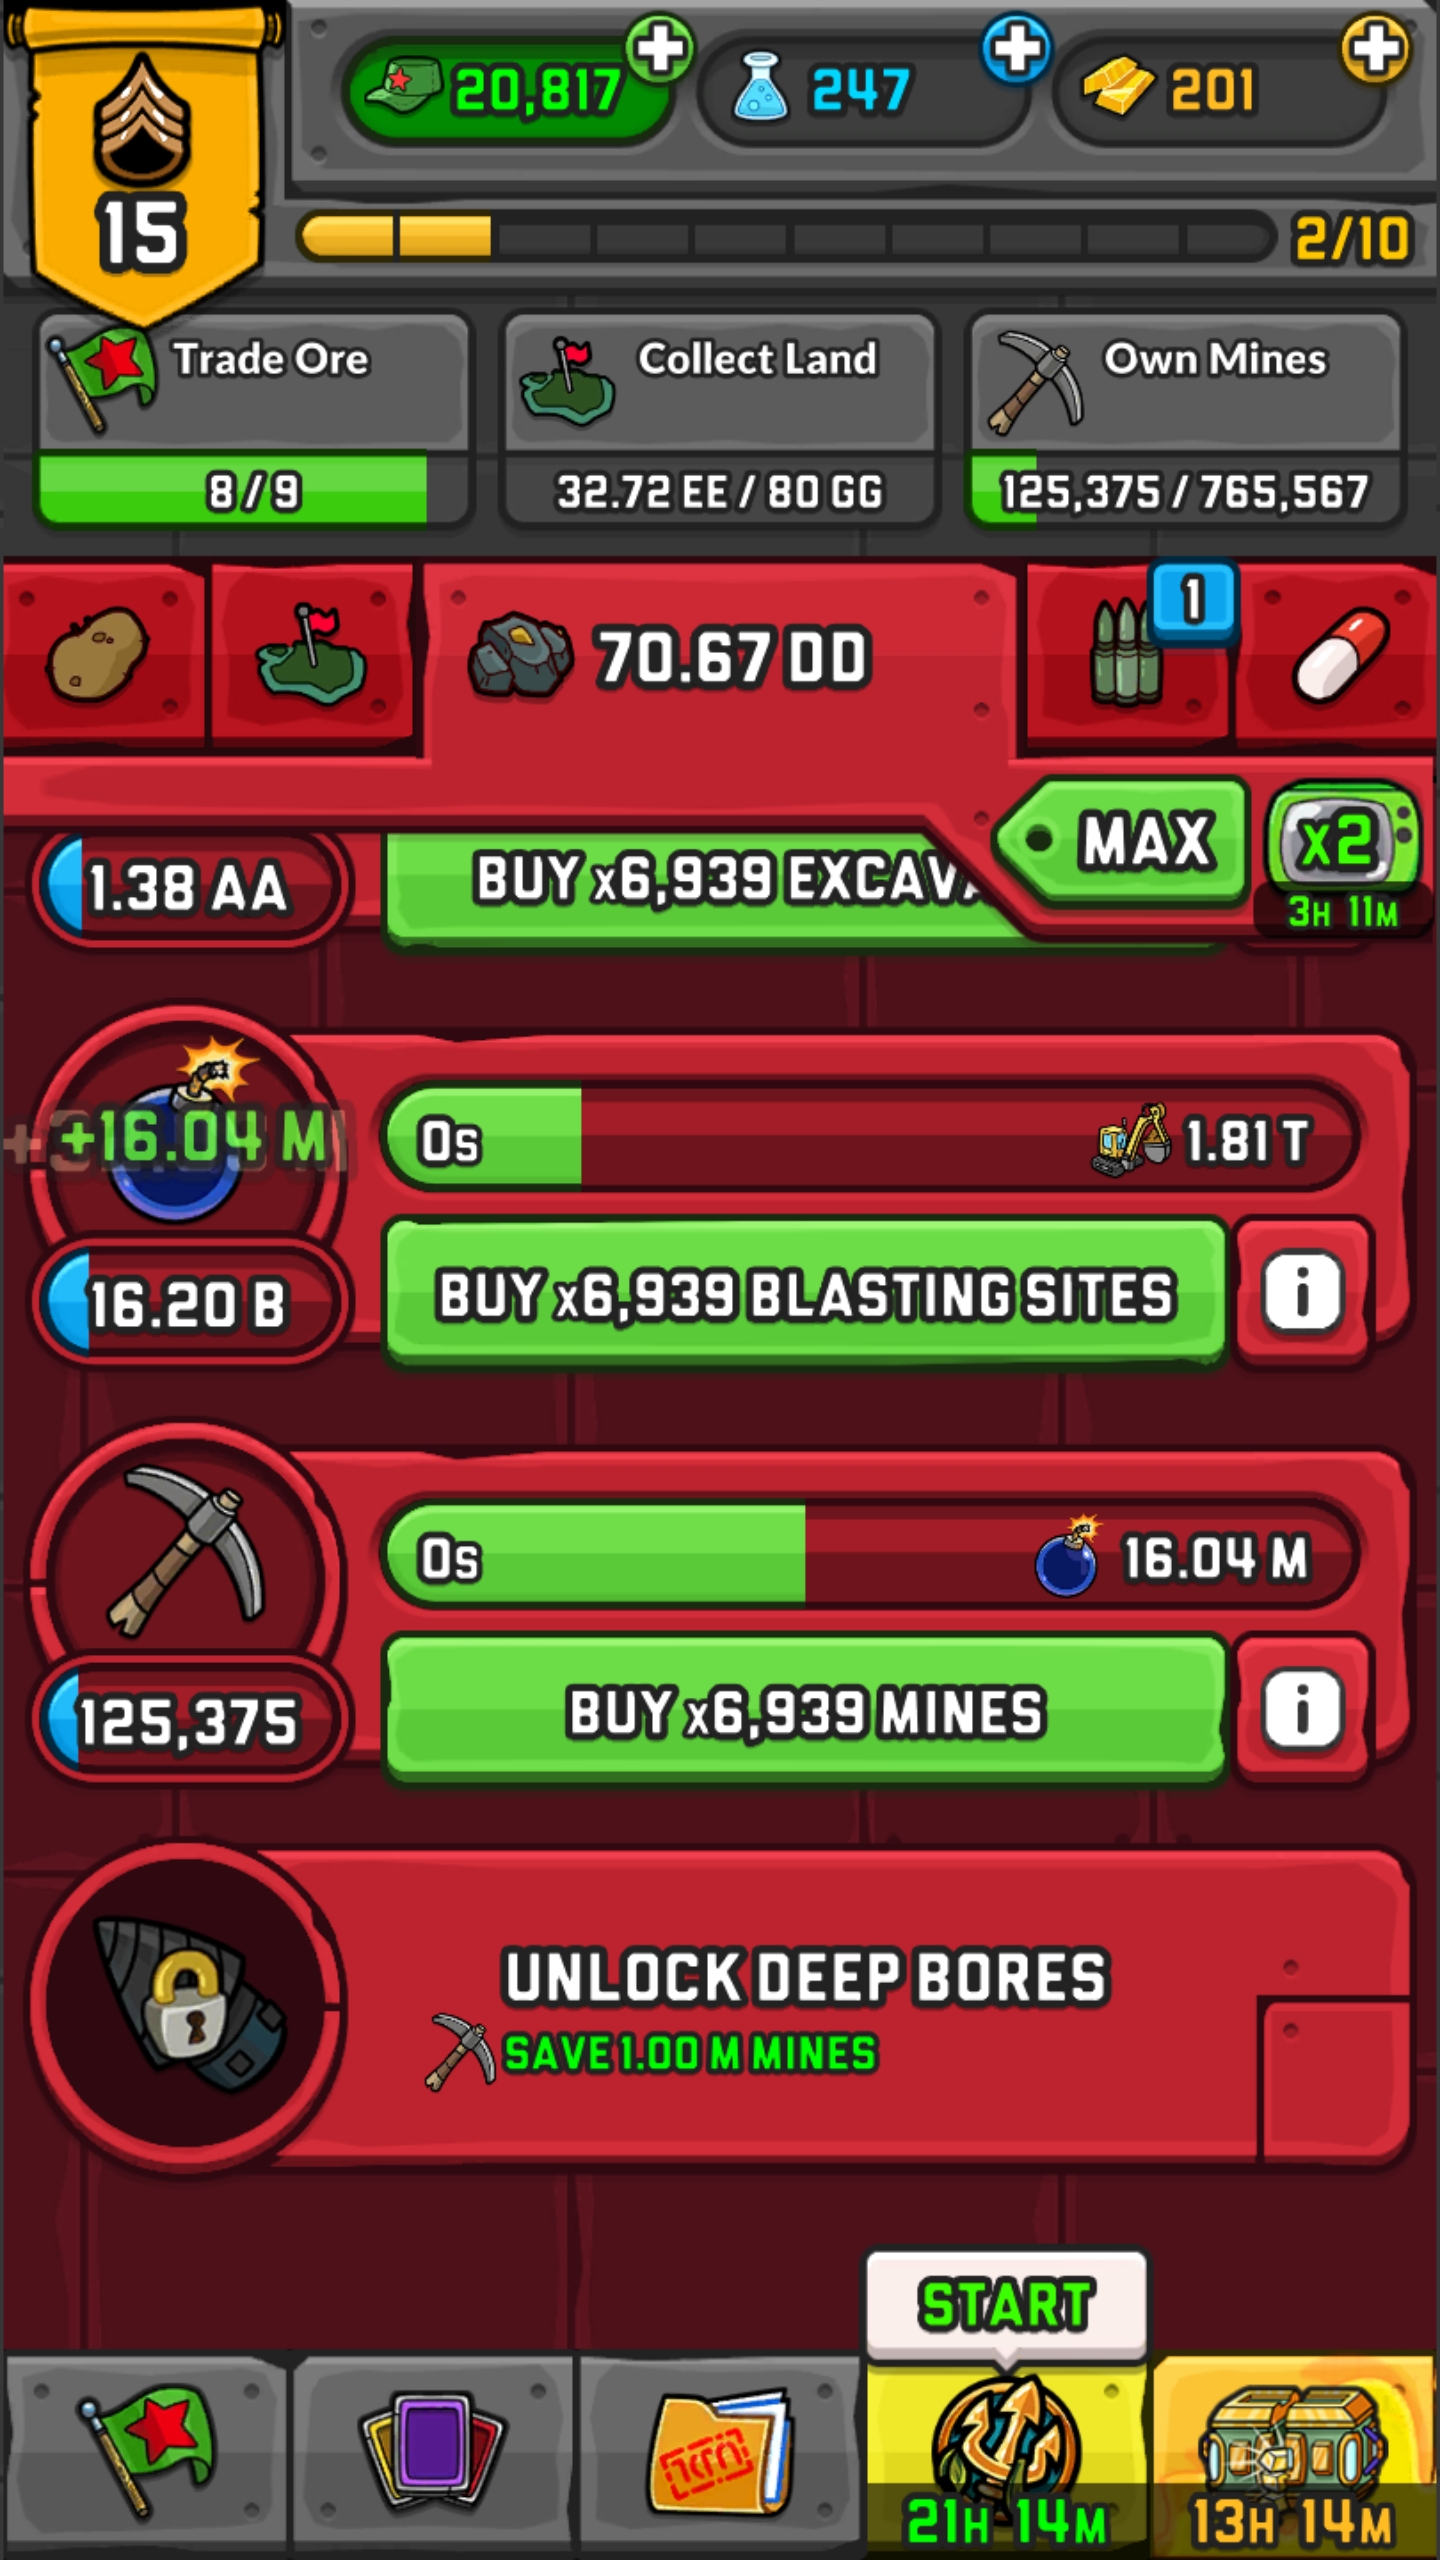 20,817
247
201
15
2/10
Trade Ore
Collect Land
Own Mines
8/9
32.72 EE / 80 GG
125,375 / 765,567
70.67 DD
1
MAX
x2
3H 11M
1.38 AA
BUY x6,939
+16.04 M
0s
1.81 T
16.20 B
BUY x6,939 BLASTING SITES
i
0s
16.04 M
125,375
BUY x6,939 MINES
i
UNLOCK DEEP BORES
SAVE 1.00 M MINES
START
21H 14M
13H 14M